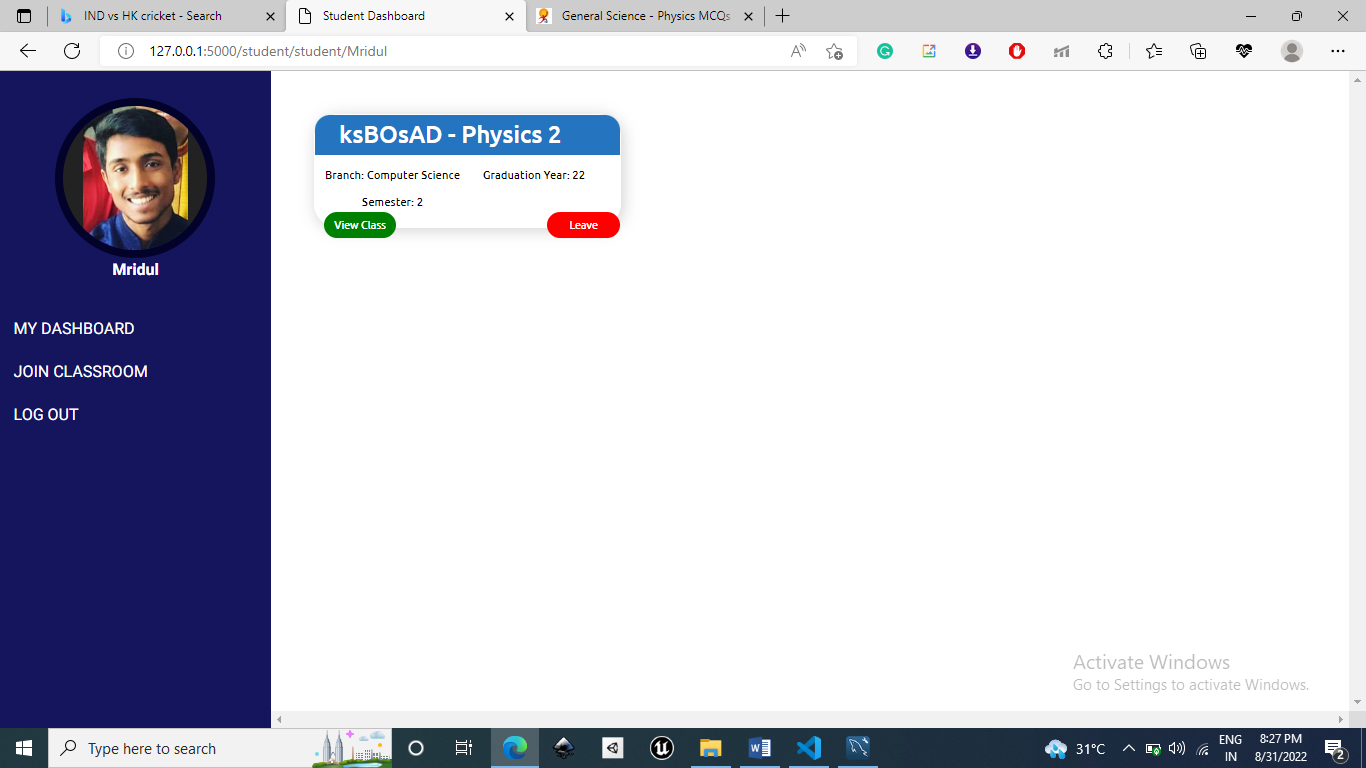 IND vs HK cricket - Search
Student Dashboard
General Science - Physics MCQs
127.0.0.1:5000/student/student/Mridul
Mridul
MY DASHBOARD
JOIN CLASSROOM
LOG OUT
ksBOsAD - Physics 2
Branch: Computer Science Graduation Year: 22
Semester: 2
View Class Leave
Activate Windows
Go to Settings to activate Windows.
Type here to search
31°C
ENG
IN
8:27 PM
8/31/2022
2